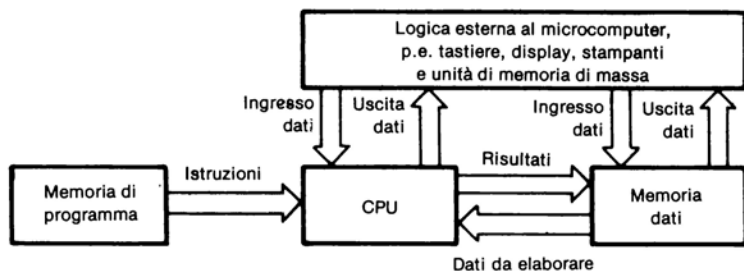 Logica esterna al microcomputer,
p.e. tastiere, display, stampanti
e unità di memoria di massa
Ingresso
dati
Uscita
dati
Ingresso
dati
Uscita
dati
Memoria di
programma
Istruzioni
CPU
Risultati
Memoria
dati
Dati da elaborare